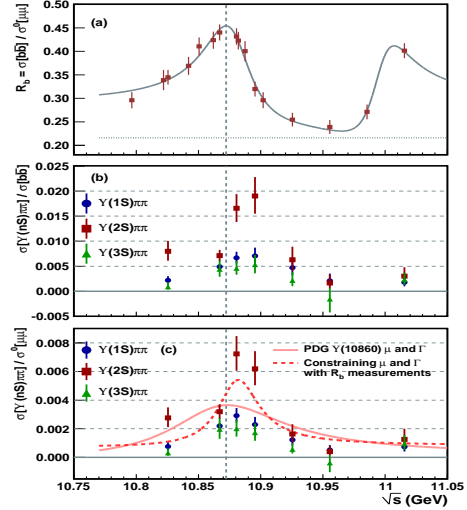 (a)
R_b = σ[bb̄] / σ⁰[μμ]
0.45
0.40
0.35
0.30
0.25
0.20
(b)
σ[Υ(nS)ππ] / σ[bb̄]
0.025
0.020
0.015
0.010
0.005
0.000
-0.005
Υ(1S)ππ
Υ(2S)ππ
Υ(3S)ππ
(c)
σ[Υ(nS)ππ] / σ⁰[μμ]
0.008
0.006
0.004
0.002
0.000
Υ(1S)ππ
Υ(2S)ππ
Υ(3S)ππ
PDG Υ(10860) μ and Γ
Constraining μ and Γ
with R_b measurements
10.75 10.8 10.85 10.9 10.95 11 11.05
√s (GeV)